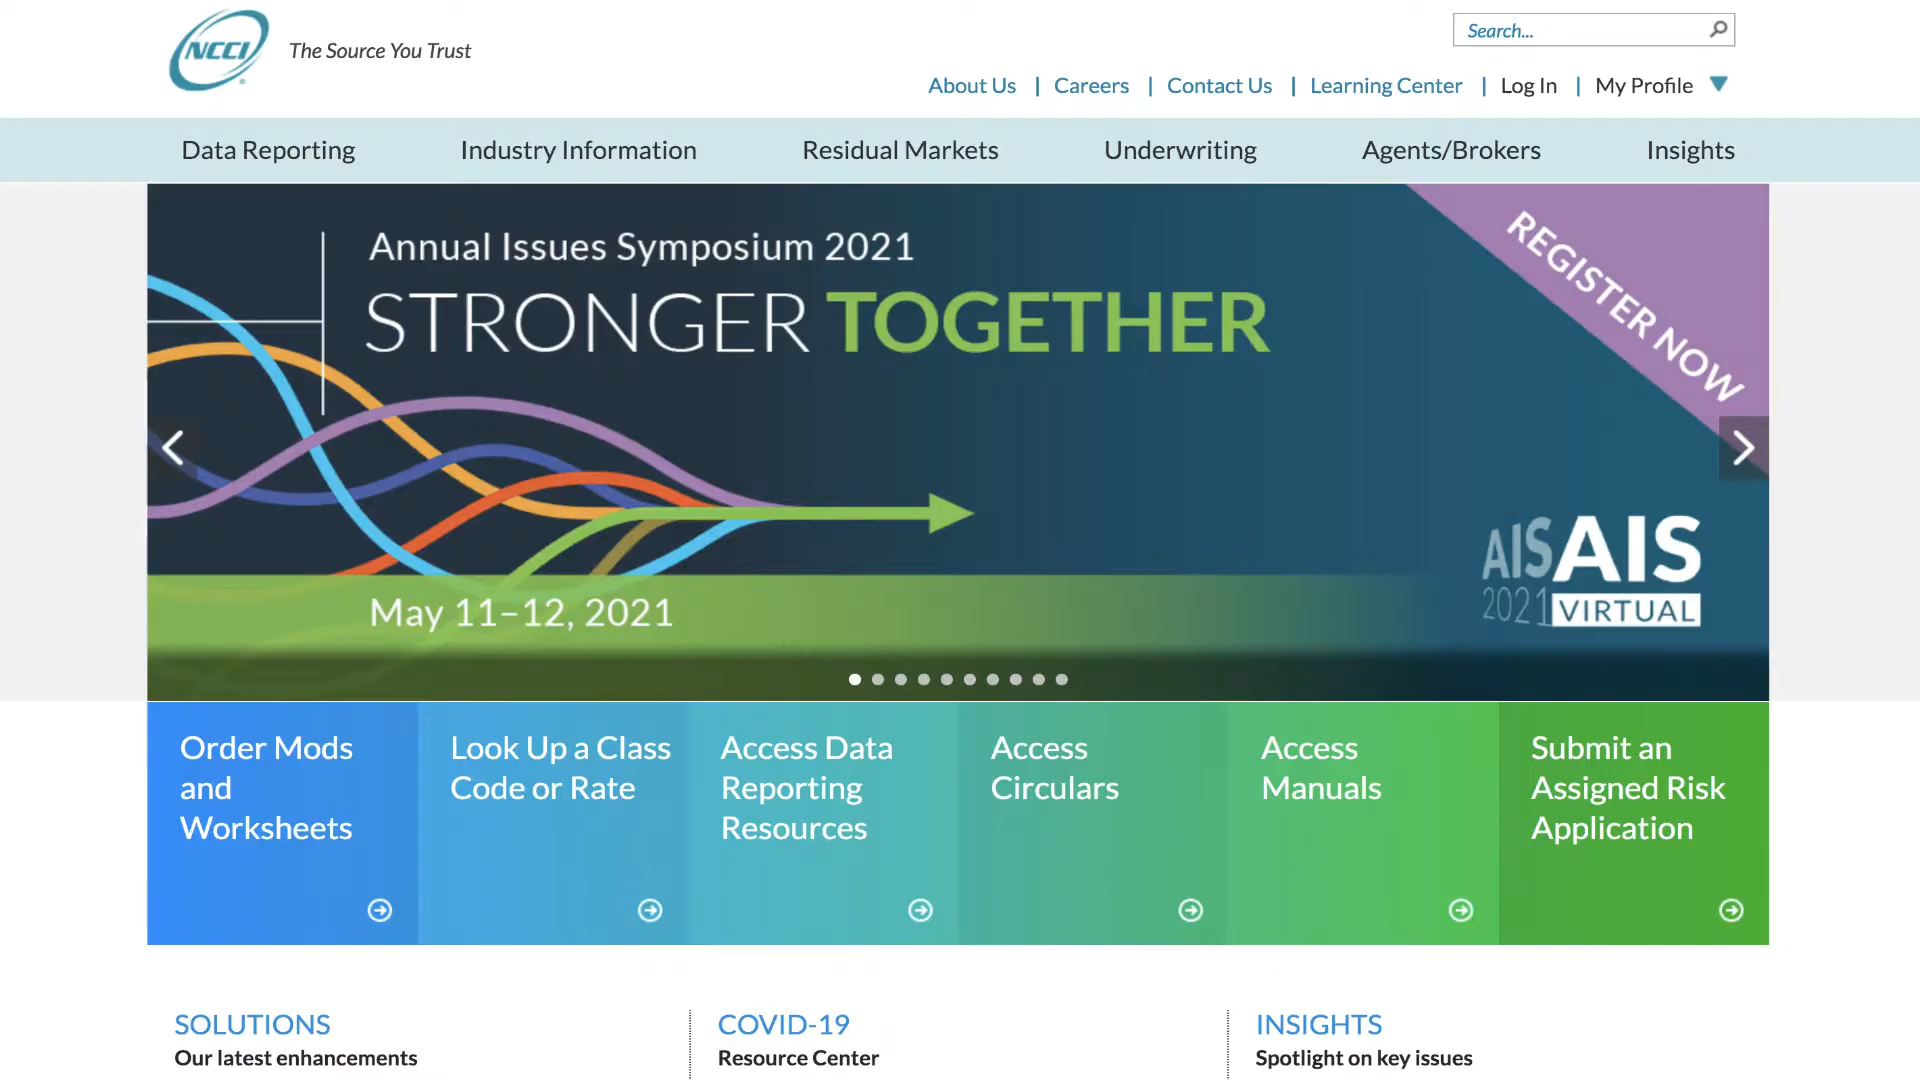 NCCI
The Source You Trust
Search...
About Us | Careers | Contact Us | Learning Center | Log In | My Profile
Data Reporting
Industry Information
Residual Markets
Underwriting
Agents/Brokers
Insights
Annual Issues Symposium 2021
STRONGER TOGETHER
REGISTER NOW
May 11–12, 2021
AIS AIS
2021 VIRTUAL
Order Mods
and
Worksheets
Look Up a Class
Code or Rate
Access Data
Reporting
Resources
Access
Circulars
Access
Manuals
Submit an
Assigned Risk
Application
SOLUTIONS
Our latest enhancements
COVID-19
Resource Center
INSIGHTS
Spotlight on key issues